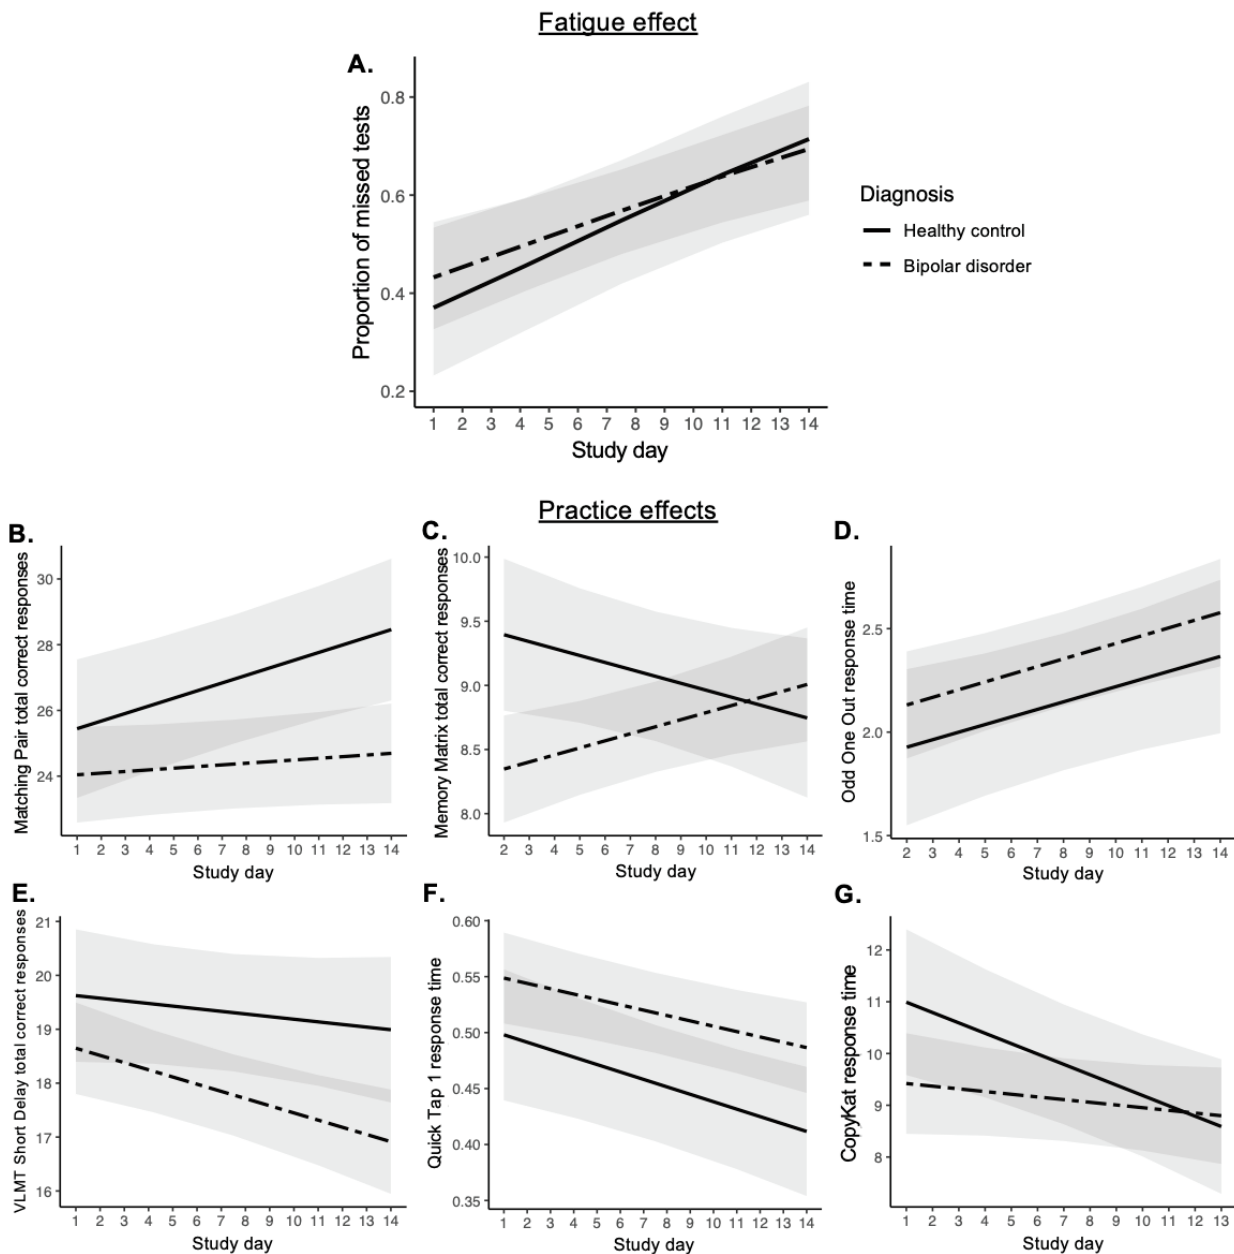 Fatigue effect
A.
Proportion of missed tests
0.8
0.6
0.4
0.2
1 2 3 4 5 6 7 8 9 10 11 12 13 14
Study day
Diagnosis
Healthy control
Bipolar disorder
Practice effects
B.
Matching Pair total correct responses
30
28
26
24
1 2 3 4 5 6 7 8 9 10 11 12 13 14
Study day
C.
Memory Matrix total correct responses
10.0
9.5
9.0
8.5
8.0
2 3 4 5 6 7 8 9 10 11 12 13 14
Study day
D.
Odd One Out response time
2.5
2.0
1.5
2 3 4 5 6 7 8 9 10 11 12 13 14
Study day
E.
VLMT Short Delay total correct responses
21
20
19
18
17
16
1 2 3 4 5 6 7 8 9 10 11 12 13 14
Study day
F.
Quick Tap 1 response time
0.60
0.55
0.50
0.45
0.40
0.35
1 2 3 4 5 6 7 8 9 10 11 12 13 14
Study day
G.
CopyKat response time
12
11
10
9
8
1 2 3 4 5 6 7 8 9 10 11 12 13
Study day